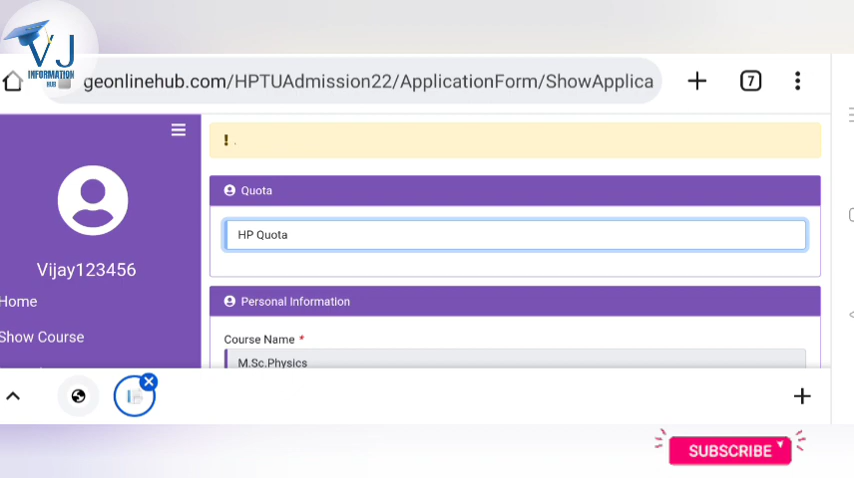 VJ
INFORMATION
HUB
geonlinehub.com/HPTUAdmission22/ApplicationForm/ShowApplica
7
! .
Quota
HP Quota
Vijay123456
Personal Information
Home
Course Name *
Show Course
M.Sc.Physics
SUBSCRIBE